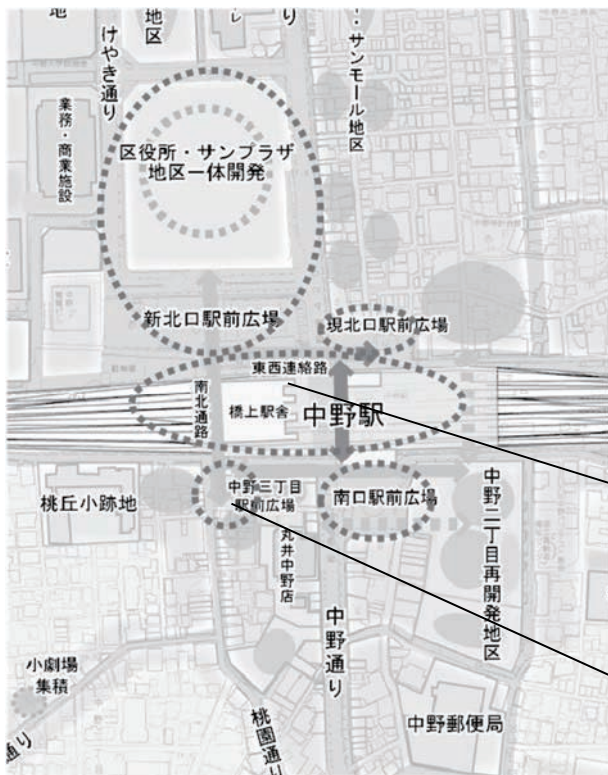 地
地区
通り
ー・サンモール地区
けやき通り
業務・商業施設
区役所・サンプラザ
地区一体開発
新北口駅前広場
現北口駅前広場
東西連絡路
南北通路
橋上駅舎
中野駅
桃丘小跡地
中野三丁目
駅前広場
南口駅前広場
丸井中野店
中野二丁目再開発地区
中野通り
小劇場
集積
桃園通り
中野郵便局
通り